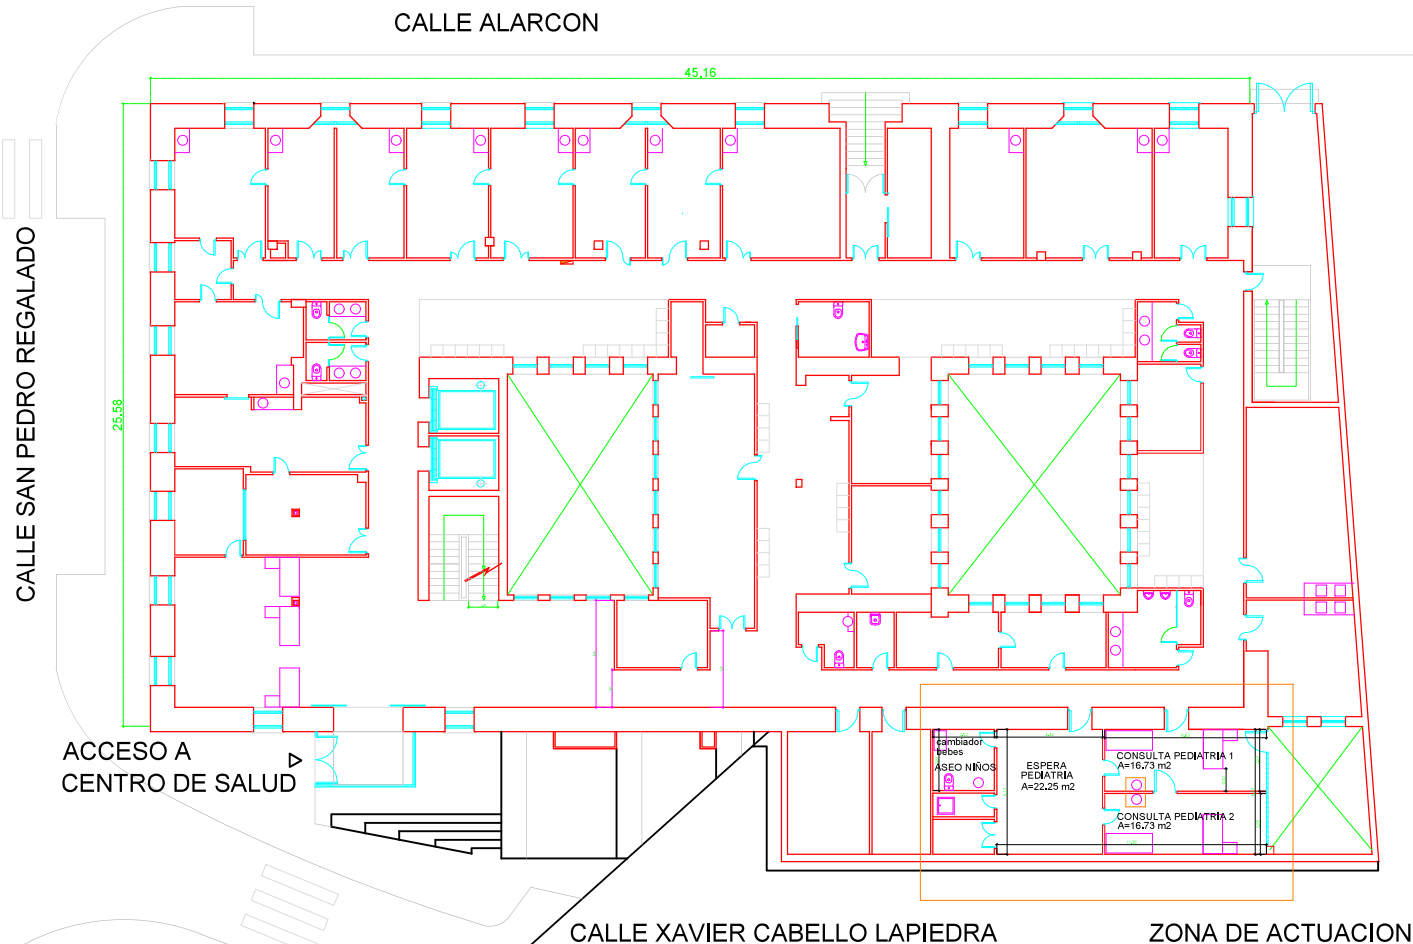 CALLE ALARCON
45.16
CALLE SAN PEDRO REGALADO
25.58
ACCESO A
CENTRO DE SALUD
cambiador
bebes
ASEO NIÑOS
ESPERA
PEDIATRIA
A=22.25 m2
CONSULTA PEDIATRIA 1
A=16.73 m2
CONSULTA PEDIATRIA 2
A=16.73 m2
CALLE XAVIER CABELLO LAPIEDRA
ZONA DE ACTUACION